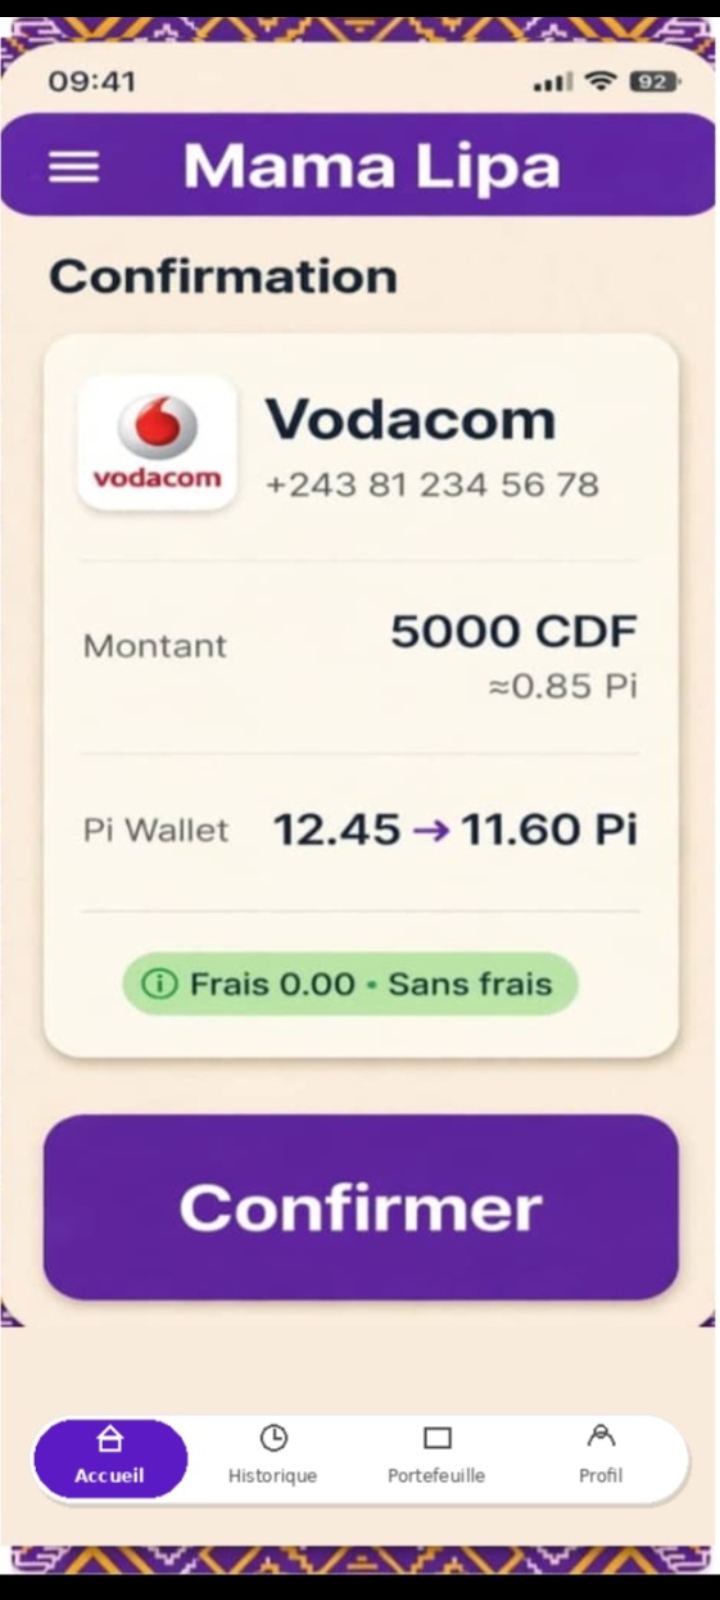 09:41
92
Mama Lipa
Confirmation
vodacom
Vodacom
+243 81 234 56 78
Montant
5000 CDF
≈0.85 Pi
Pi Wallet 12.45 → 11.60 Pi
Frais 0.00 • Sans frais
Confirmer
Accueil Historique Portefeuille Profil